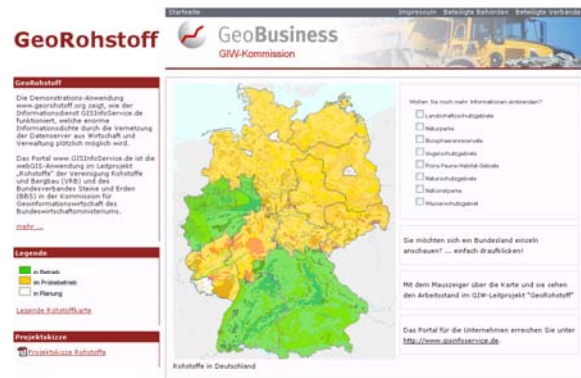 Startseite
Impressum Beteiligte Behörden Beteiligte Verbände
GeoRohstoff
GeoBusiness
GIW-Kommission
GeoRohstoff
Die Demonstrations-Anwendung
www.georohstoff.org zeigt, wie der
Informationsdienst GISInfoService.de
funktioniert, welche enorme
Informationsdichte durch die Vernetzung
der Datenserver aus Wirtschaft und
Verwaltung plötzlich möglich wird.
Das Portal www.GISInfoService.de ist die
webGIS-Anwendung im Leitprojekt
„Rohstoffe" der Vereinigung Rohstoffe
und Bergbau (VRB) und des
Bundesverbandes Steine und Erden
(BBS) in der Kommission für
Geoinformationswirtschaft des
Bundeswirtschaftsministeriums.
mehr ...
Legende
in Betrieb
in Probebetrieb
in Planung
Legende Rohstoffkarte
Projektskizze
Projektskizze Rohstoffe
Rohstoffe in Deutschland
Wollen Sie noch mehr Informationen einblenden?
Landschaftsschutzgebiete
Naturparke
Biosphaerenreservate
Vogelschutzgebiete
Flora Fauna Habitat Gebiete
Naturschutzgebiete
Nationalparke
Wasserschutzgebiet
Sie möchten sich ein Bundesland einzeln
anschauen? ... einfach draufklicken!
Mit dem Mauszeiger über die Karte und sie sehen
den Arbeitsstand im GIW-Leitprojekt "GeoRohstoff"
Das Portal für die Unternehmen erreichen Sie unter
http://www.gisinfoservice.de.